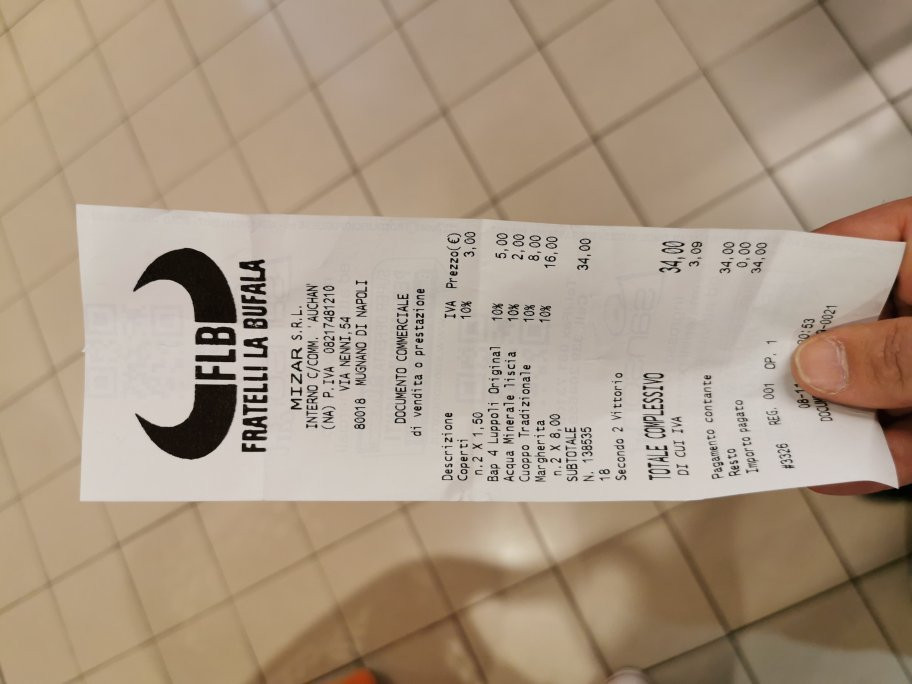 FLB
FRATELLI LA BUFALA
MIZAR S.R.L.
INTERNO C/COMM. 'AUCHAN'
(NA) P.IVA 08217481210
VIA NENNI,54
80018 MUGNANO DI NAPOLI
DOCUMENTO COMMERCIALE
di vendita o prestazione
Descrizione IVA Prezzo(€)
Coperti 10% 3,00
n.2 X 1,50
Bap 4 Luppoli Original 10% 5,00
Acqua Minerale liscia 10% 2,00
Cuoppo Tradizionale 10% 8,00
Margherita 10% 16,00
n.2 X 8,00
SUBTOTALE 34,00
N. 138535
18
Secondo 2 Vittorio
TOTALE COMPLESSIVO 34,00
DI CUI IVA 3,09
Pagamento contante 34,00
Resto 0,00
Importo pagato 34,00
#3326 REG. 001 OP. 1